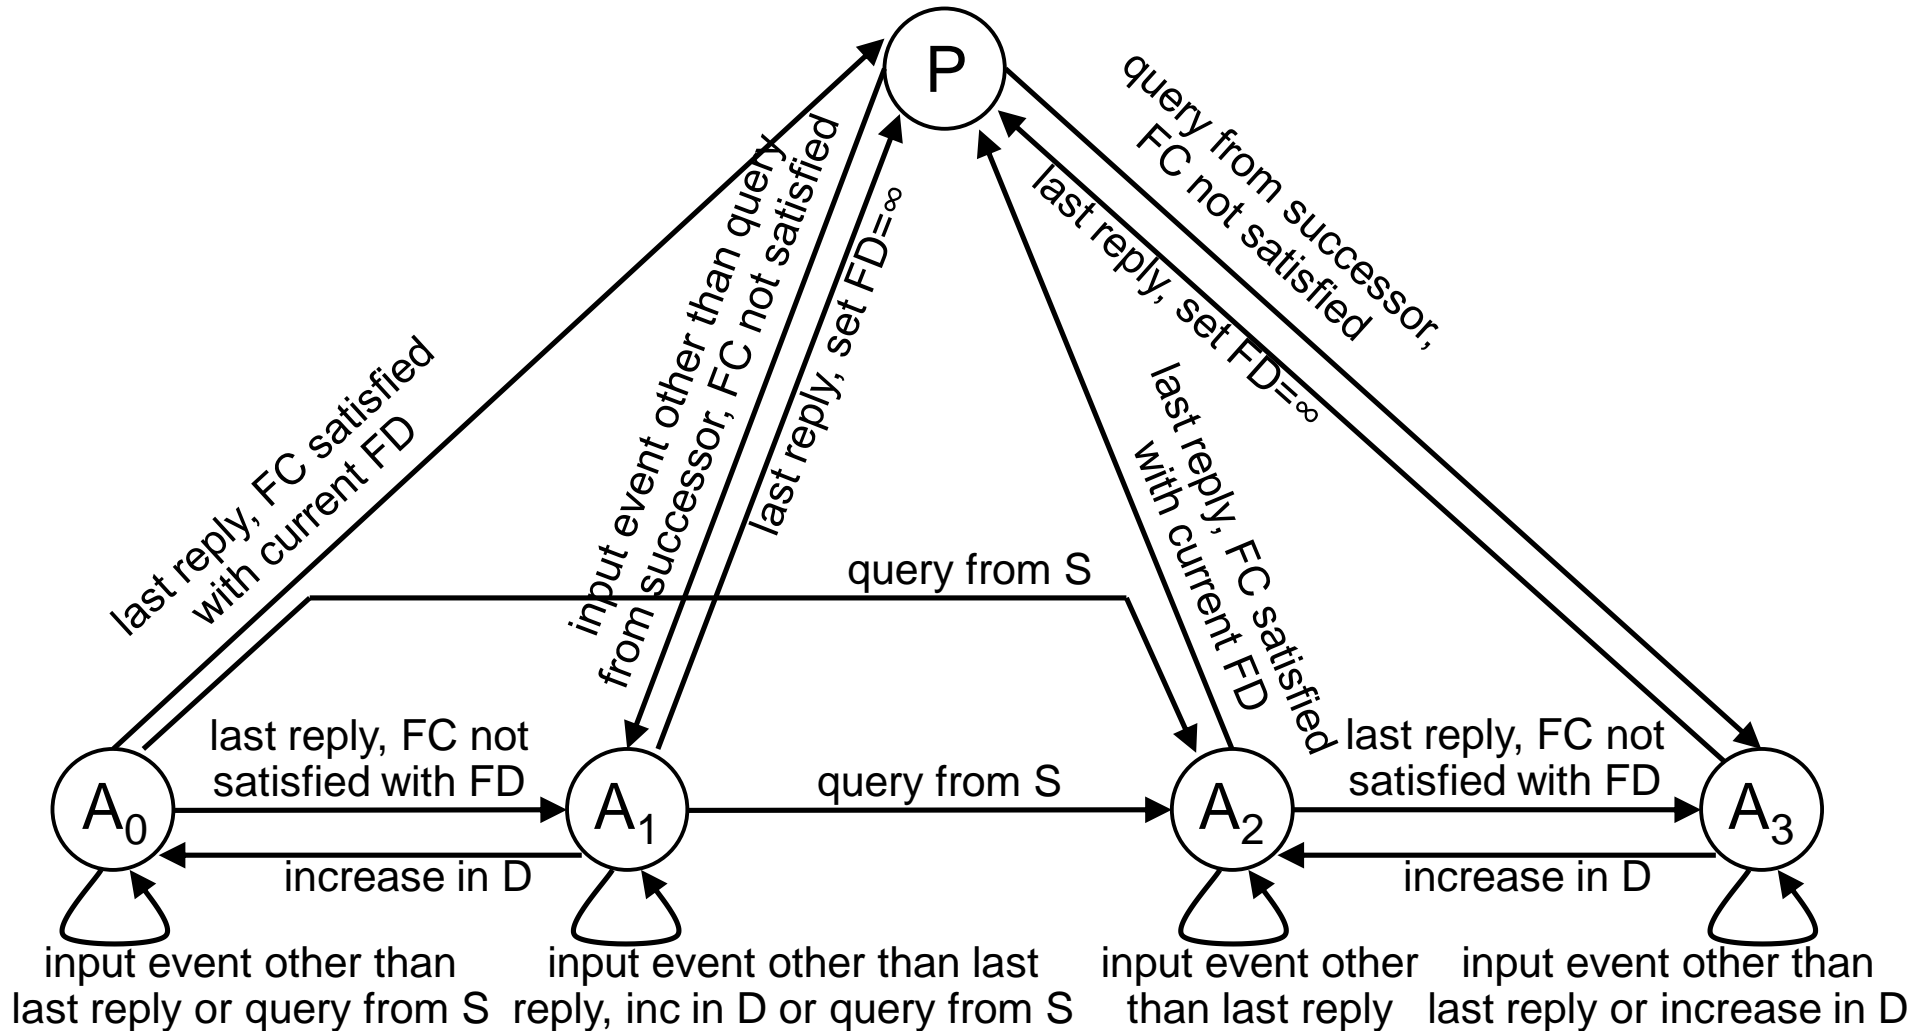 P
query from successor,
FC not satisfied
last reply, set FD=∞
input event other than query
from successor, FC not satisfied
last reply, set FD=∞
last reply, FC satisfied
with current FD
last reply, FC satisfied
with current FD
query from S
last reply, FC not
satisfied with FD
query from S
last reply, FC not
satisfied with FD
A0
A1
A2
A3
increase in D
increase in D
input event other than
last reply or query from S
input event other than last
reply, inc in D or query from S
input event other
than last reply
input event other than
last reply or increase in D